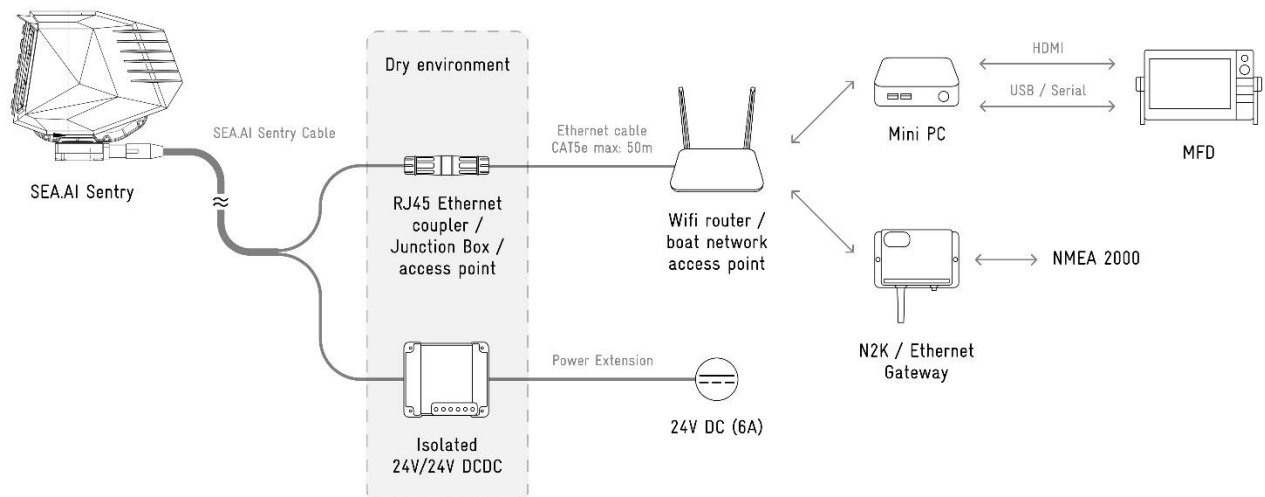 Dry environment
SEA.AI Sentry Cable
SEA.AI Sentry
RJ45 Ethernet
coupler /
Junction Box /
access point
Ethernet cable
CAT5e max: 50m
Wifi router /
boat network
access point
HDMI
USB / Serial
Mini PC
MFD
NMEA 2000
N2K / Ethernet
Gateway
Power Extension
24V DC (6A)
Isolated
24V/24V DCDC